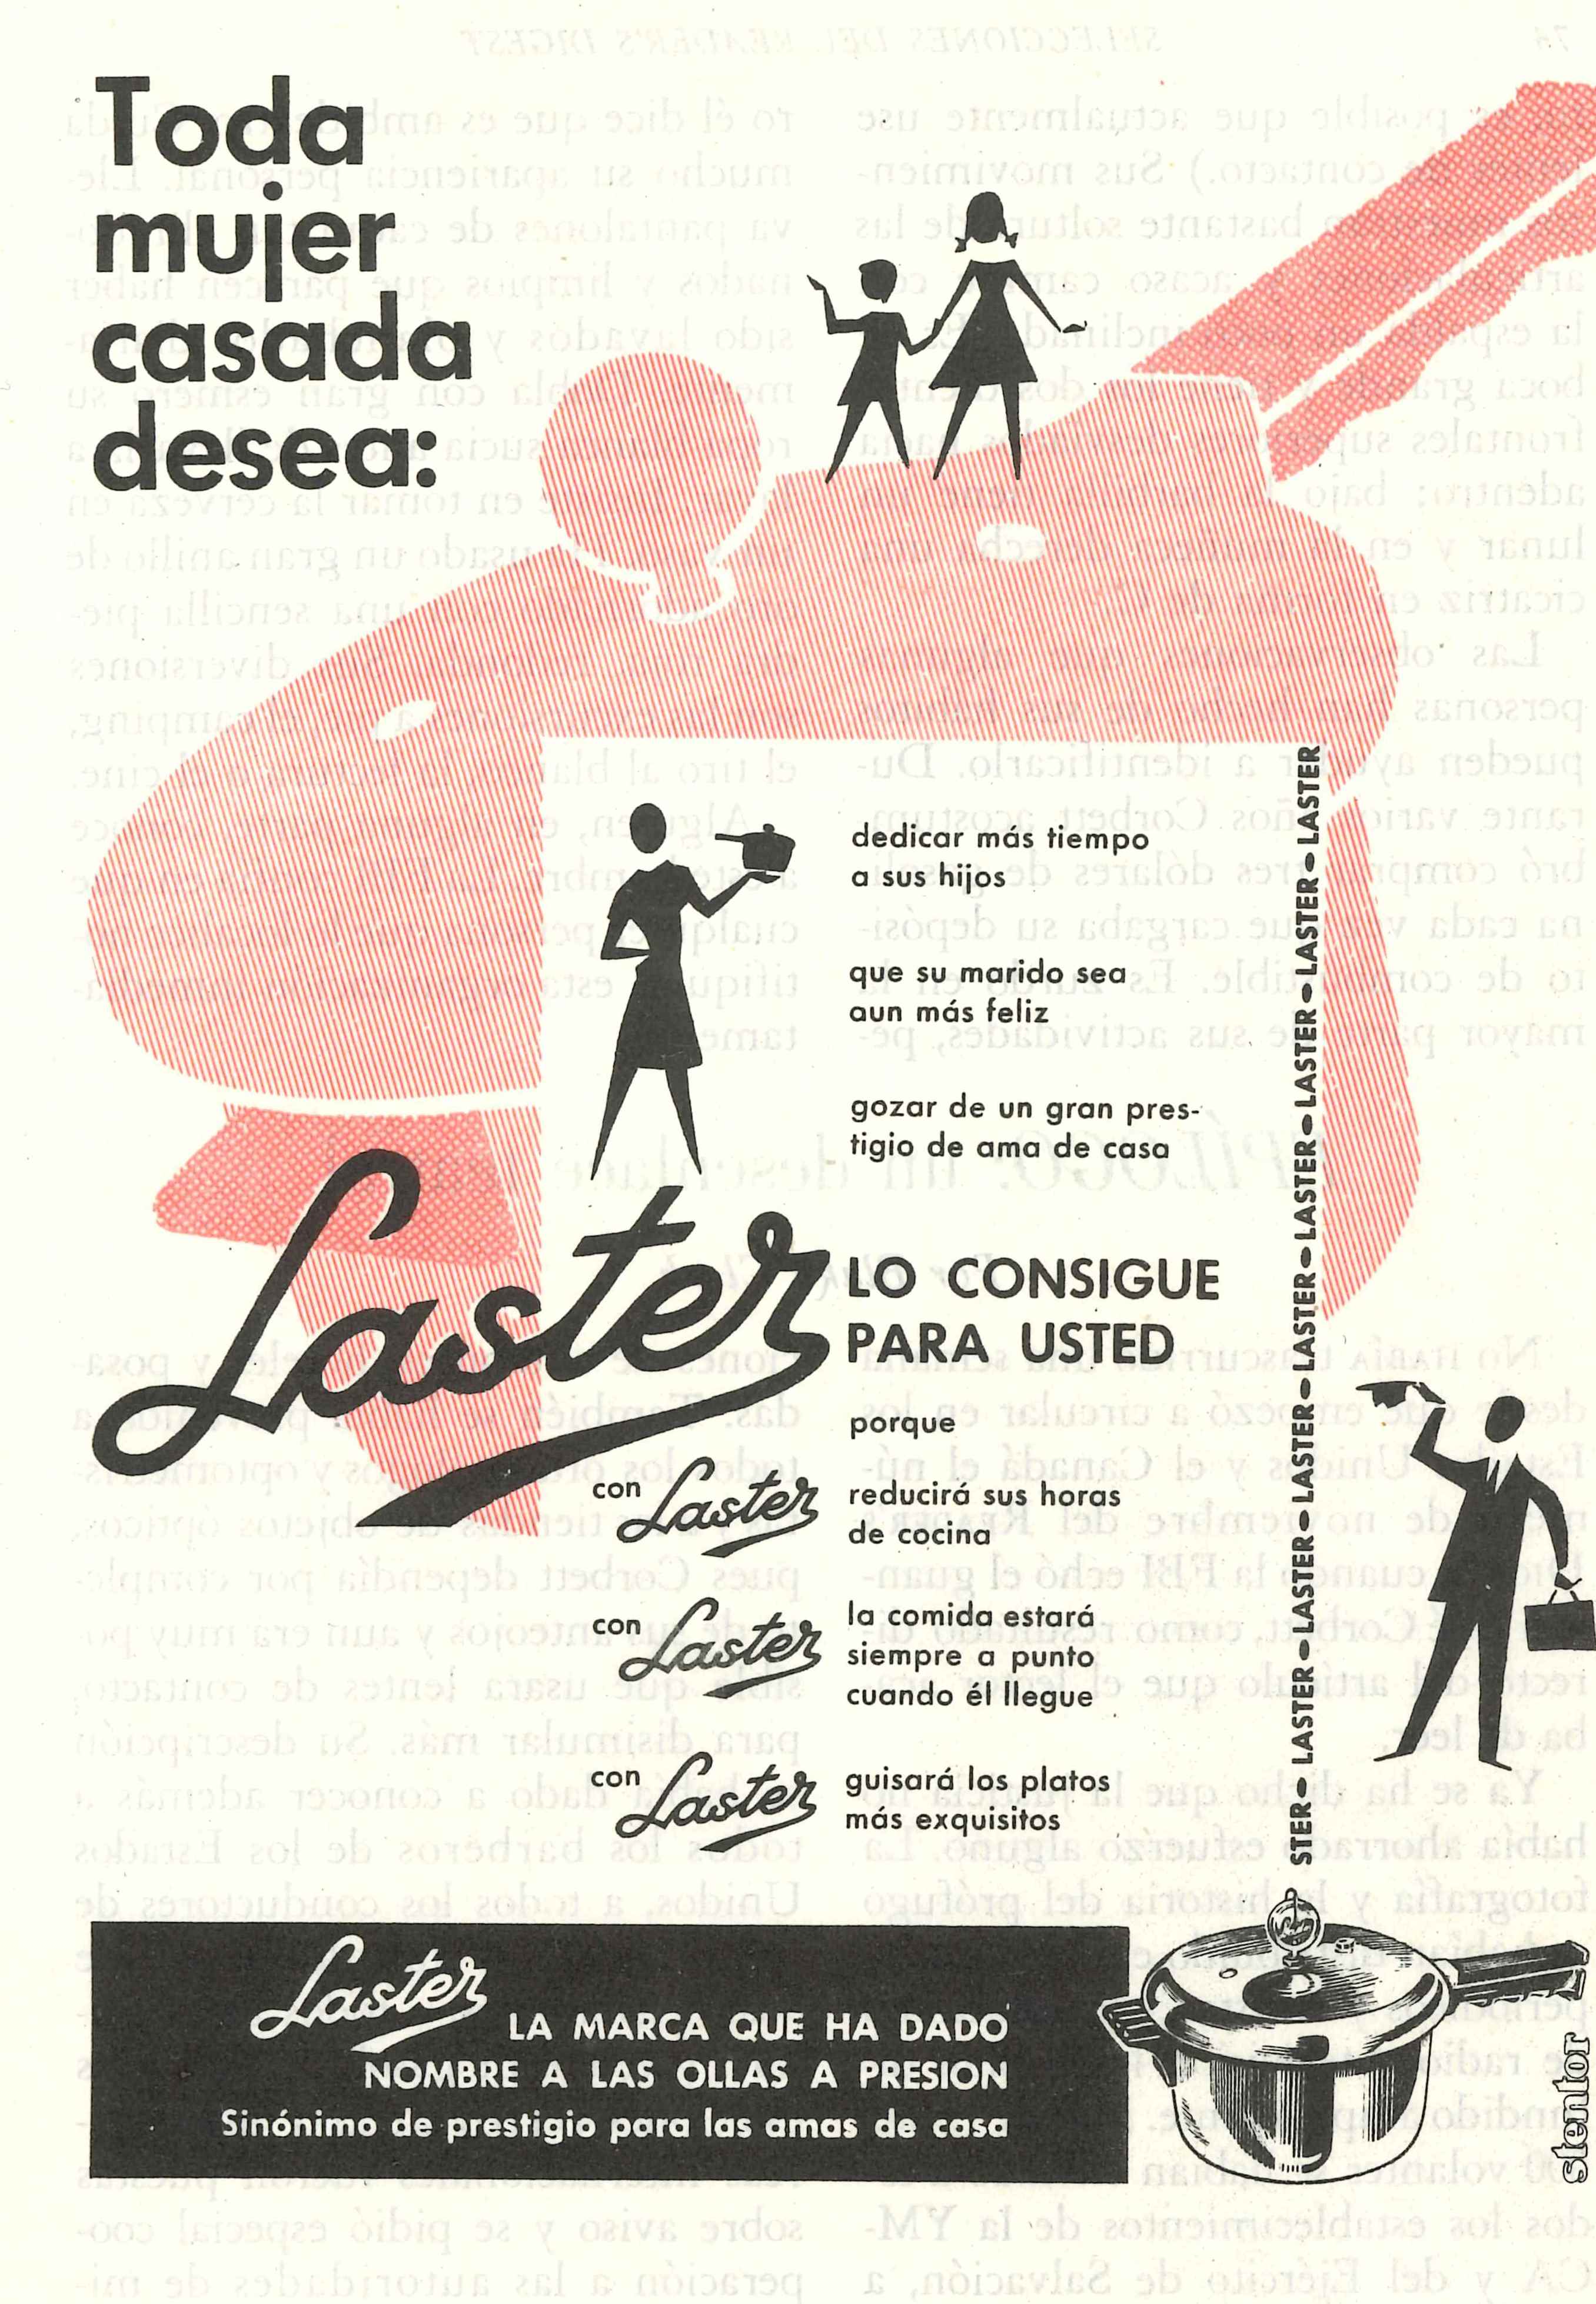 Toda
mujer
casada
desea:
dedicar más tiempo
a sus hijos
que su marido sea
aun más feliz
gozar de un gran pres-
tigio de ama de casa
Laster LO CONSIGUE
PARA USTED
porque
con Laster reducirá sus horas
de cocina
con Laster la comida estará
siempre a punto
cuando él llegue
con Laster guisará los platos
más exquisitos
STER-LASTER-LASTER-LASTER-LASTER-LASTER-LASTER-LASTER-LASTER-LASTER
Laster
LA MARCA QUE HA DADO
NOMBRE A LAS OLLAS A PRESION
Sinónimo de prestigio para las amas de casa
stentor